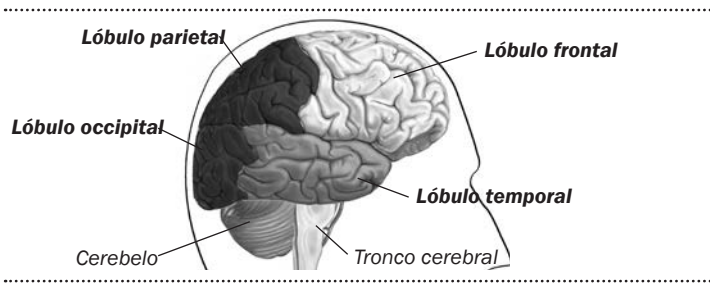 Lóbulo parietal
Lóbulo frontal
Lóbulo occipital
Lóbulo temporal
Cerebelo
Tronco cerebral